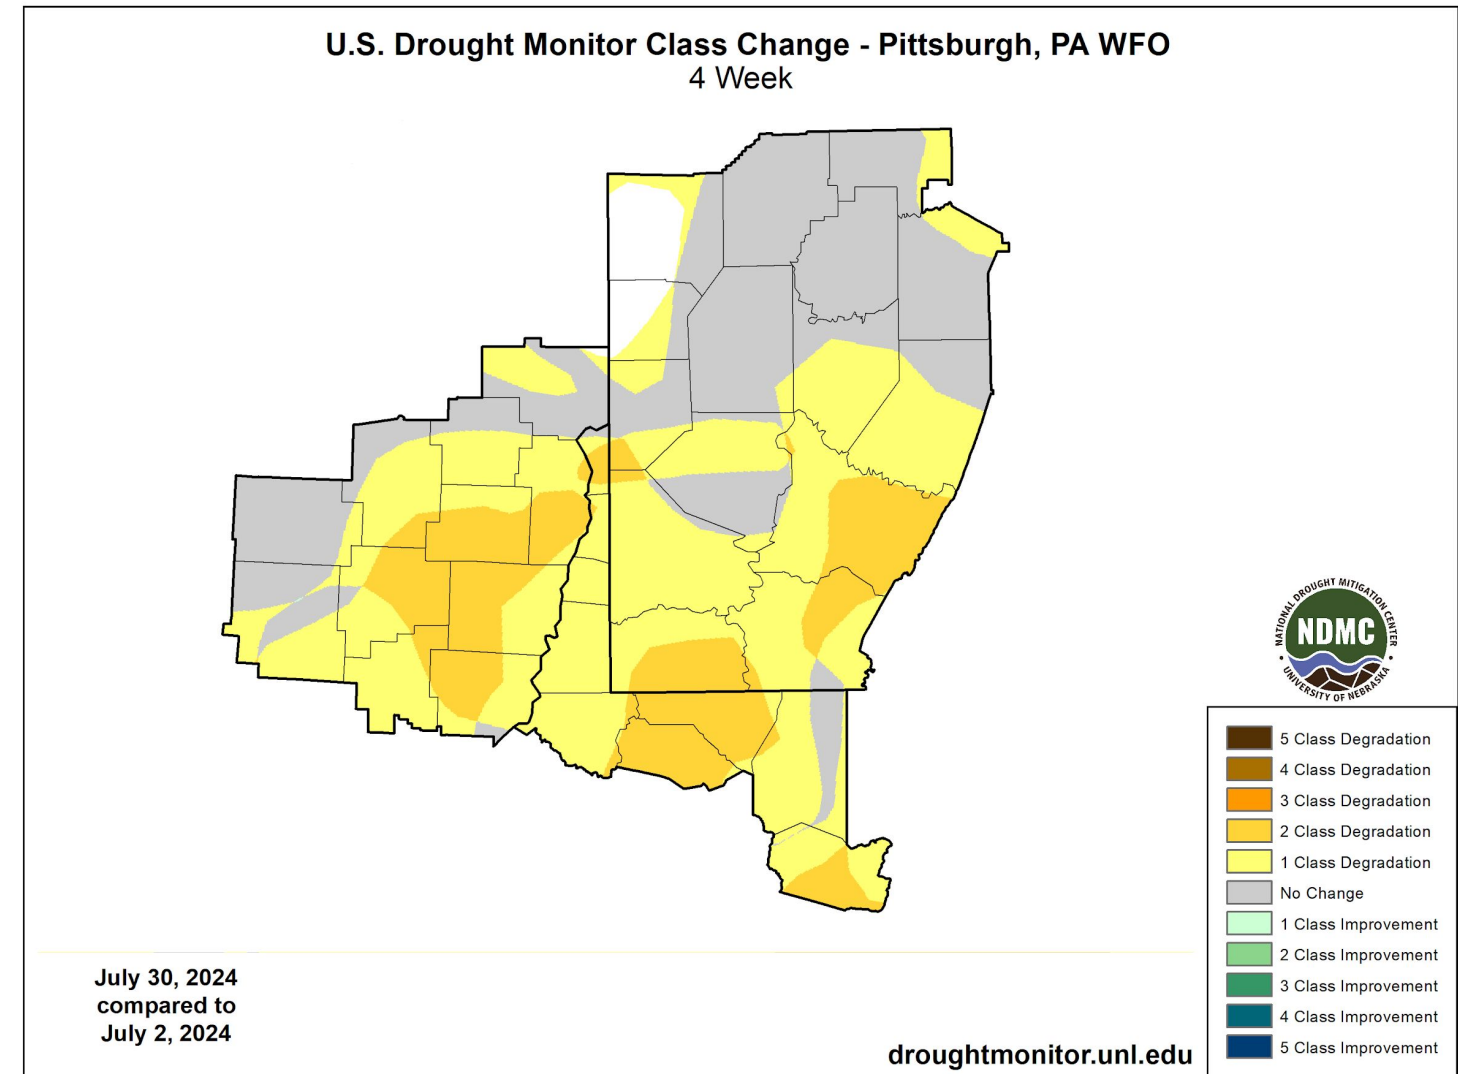 U.S. Drought Monitor Class Change - Pittsburgh, PA WFO
4 Week
NATIONAL DROUGHT MITIGATION CENTER
NDMC
UNIVERSITY OF NEBRASKA
5 Class Degradation
4 Class Degradation
3 Class Degradation
2 Class Degradation
1 Class Degradation
No Change
1 Class Improvement
2 Class Improvement
3 Class Improvement
4 Class Improvement
5 Class Improvement
July 30, 2024
compared to
July 2, 2024
droughtmonitor.unl.edu